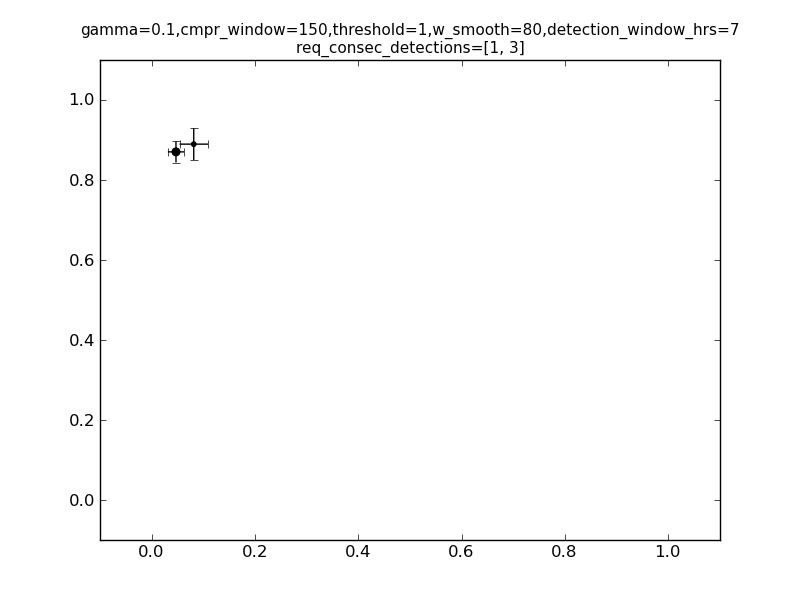 gamma=0.1,cmpr_window=150,threshold=1,w_smooth=80,detection_window_hrs=7
req_consec_detections=[1, 3]
1.0
0.8
0.6
0.4
0.2
0.0
0.0 0.2 0.4 0.6 0.8 1.0